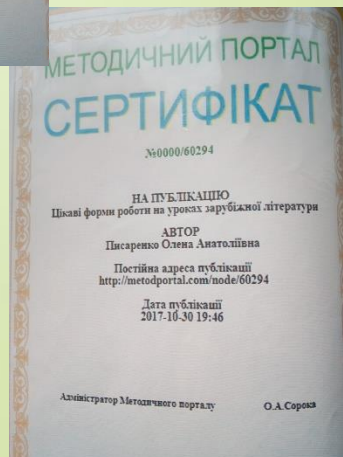 МЕТОДИЧНИЙ ПОРТАЛ
СЕРТИФІКАТ
№0000/60294
НА ПУБЛІКАЦІЮ
Цікаві форми роботи на уроках зарубіжної літератури
АВТОР
Писаренко Олена Анатоліївна
Постійна адреса публікації
http://metodportal.com/node/60294
Дата публікації
2017-10-30 19:46
Адміністратор Методичного порталу О.А.Сорока